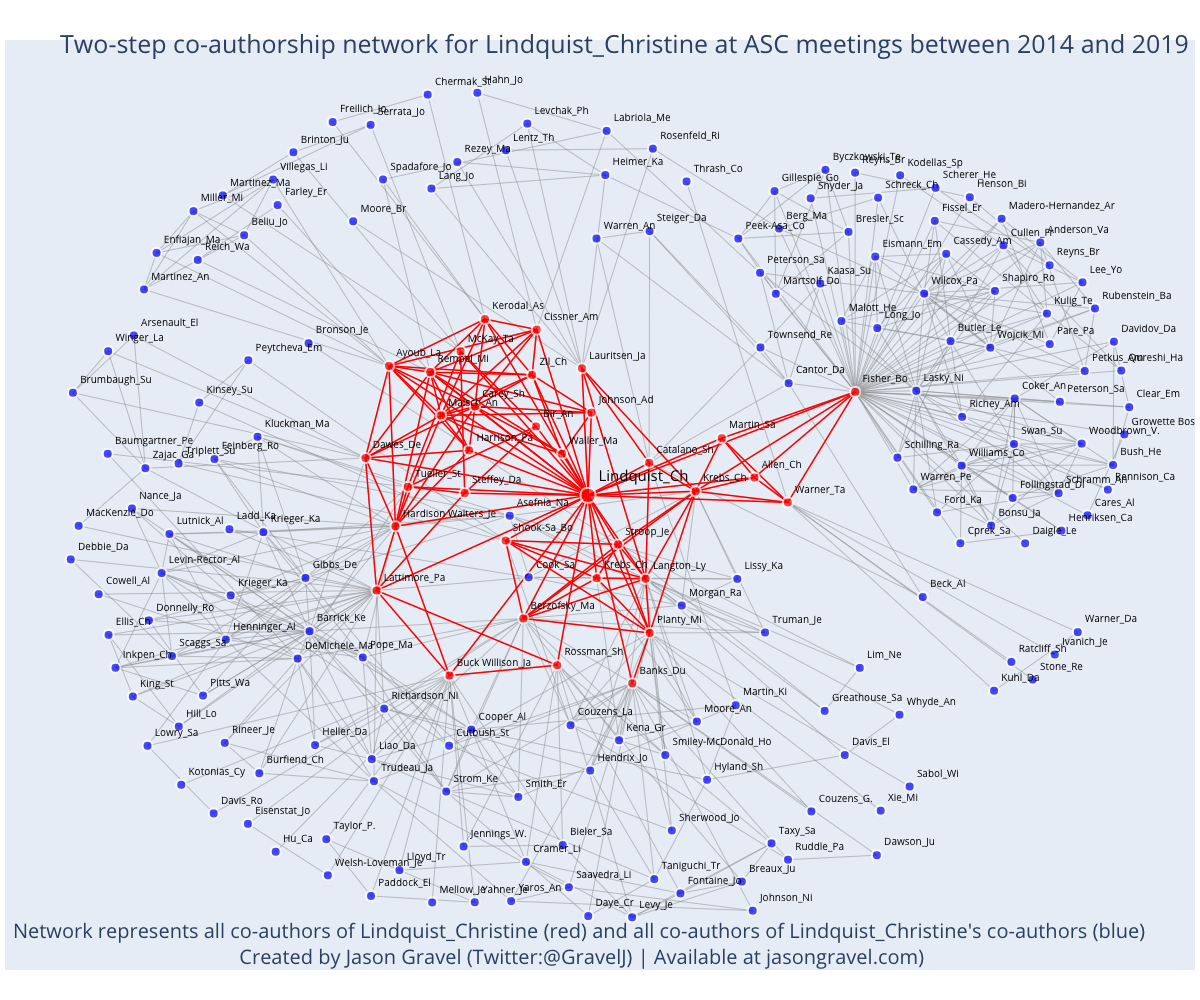 Two-step co-authorship network for Lindquist_Christine at ASC meetings between 2014 and 2019
Chermak_St
Hahn_Jo
Freilich_Jo
Serrata_Jo
Levchak_Ph
Labriola_Me
Brinton_Ju
Lentz_Th
Rezey_Ma
Rosenfeld_Ri
Villegas_Li
Spadafore_Jo
Lang_Jo
Heimer_Ka
Thrash_Co
Byczkowski_Te
Reyns_Br
Kodellas_Sp
Scherer_He
Martinez_Ma
Miller_Mi
Farley_Er
Gillespie_Go
Snyder_Ja
Schreck_Ch
Henson_Bi
Moore_Br
Beliu_Jo
Steiger_Da
Warren_An
Peek-Asa_Co
Berg_Ma
Bresler_Sc
Fissel_Er
Madero-Hernandez_Ar
Enfiajan_Ma
Reich_Wa
Eismann_Em
Cassedy_Am
Cullen_Fr
Anderson_Va
Reyns_Br
Martinez_An
Peterson_Sa
Martsolf_Do
Kaasa_Su
Wilcox_Pa
Shapiro_Ro
Lee_Yo
Kerodal_As
Cissner_Am
Malott_He
Long_Jo
Kulig_Te
Rubenstein_Ba
Arsenault_El
Winger_La
Bronson_Je
McKay_Ta
Townsend_Re
Butler_Le
Wojcik_Mi
Pare_Pa
Davidov_Da
Peytcheva_Em
Ayoub_La
Rempel_Mi
Zil_Ch
Lauritsen_Ja
Cantor_Da
Fisher_Bo
Lasky_Ni
Qureshi_Ha
Brumbaugh_Su
Kinsey_Su
Carey_Sh
Johnson_Ad
Coker_An
Peterson_Sa
Clear_Em
Richey_Am
Kluckman_Ma
Bir_An
Martin_Sa
Growette Bos
Baumgartner_Pe
Zajac_Ga
Triplett_Su
Feinberg_Ro
Dawes_De
Harrison_Pa
Waller_Ma
Catalano_Sh
Schilling_Ra
Williams_Co
Swan_Su
Woodbrown_V.
Bush_He
Tueller_St
Steffey_Da
Lindquist_Ch
Krebs_Ch
Allen_Ch
Warner_Ta
Warren_Pe
Follingstad_Di
Schramm_An
Rennison_Ca
Nance_Ja
MacKenzie_Do
Lutnick_Al
Ladd_Ka
Krieger_Ka
Hardison-Walters_Je
Asefnia_Na
Ford_Ka
Bonsu_Ja
Cares_Al
Henriksen_Ca
Shook-Sa_Bo
Stroop_Je
Cprek_Sa
Daigle_Le
Debbie_Da
Levin-Rector_Al
Gibbs_De
Cook_Sa
Krebs_Ch
Langton_Ly
Lissy_Ka
Cowell_Al
Krieger_Ka
Lattimore_Pa
Morgan_Ra
Beck_Al
Donnelly_Ro
Ellis_Ch
Henninger_Al
Barrick_Ke
Berzofsky_Ma
Planty_Mi
Truman_Je
Warner_Da
Scaggs_Sa
Inkpen_Ch
DeMichele_Ma
Pope_Ma
Buck Willison_Ja
Rossman_Sh
Banks_Du
Lim_Ne
Ratcliff_Sh
Ivanich_Je
Stone_Re
Kuhl_Da
King_St
Pitts_Wa
Richardson_Ni
Martin_Ki
Greathouse_Sa
Whyde_An
Hill_Lo
Lowry_Sa
Rineer_Je
Heller_Da
Cooper_Al
Cutbush_St
Couzens_La
Kena_Gr
Moore_An
Liao_Da
Smiley-McDonald_Ho
Davis_El
Kotonias_Cy
Burfiend_Ch
Trudeau_Ja
Strom_Ke
Smith_Er
Hendrix_Jo
Hyland_Sh
Sabol_Wi
Davis_Ro
Eisenstat_Jo
Couzens_G.
Xie_Mi
Hu_Ca
Taylor_P.
Jennings_W.
Bieler_Sa
Sherwood_Jo
Taxy_Sa
Ruddle_Pa
Dawson_Ju
Welsh-Loveman_Je
Lloyd_Tr
Cramer_Li
Taniguchi_Tr
Breaux_Ju
Paddock_El
Mellow_Je
Yahner_Je
Yaros_An
Saavedra_Li
Fontaine_Jo
Daye_Cr
Levy_Je
Johnson_Ni
Network represents all co-authors of Lindquist_Christine (red) and all co-authors of Lindquist_Christine's co-authors (blue)
Created by Jason Gravel (Twitter:@GravelJ) | Available at jasongravel.com)